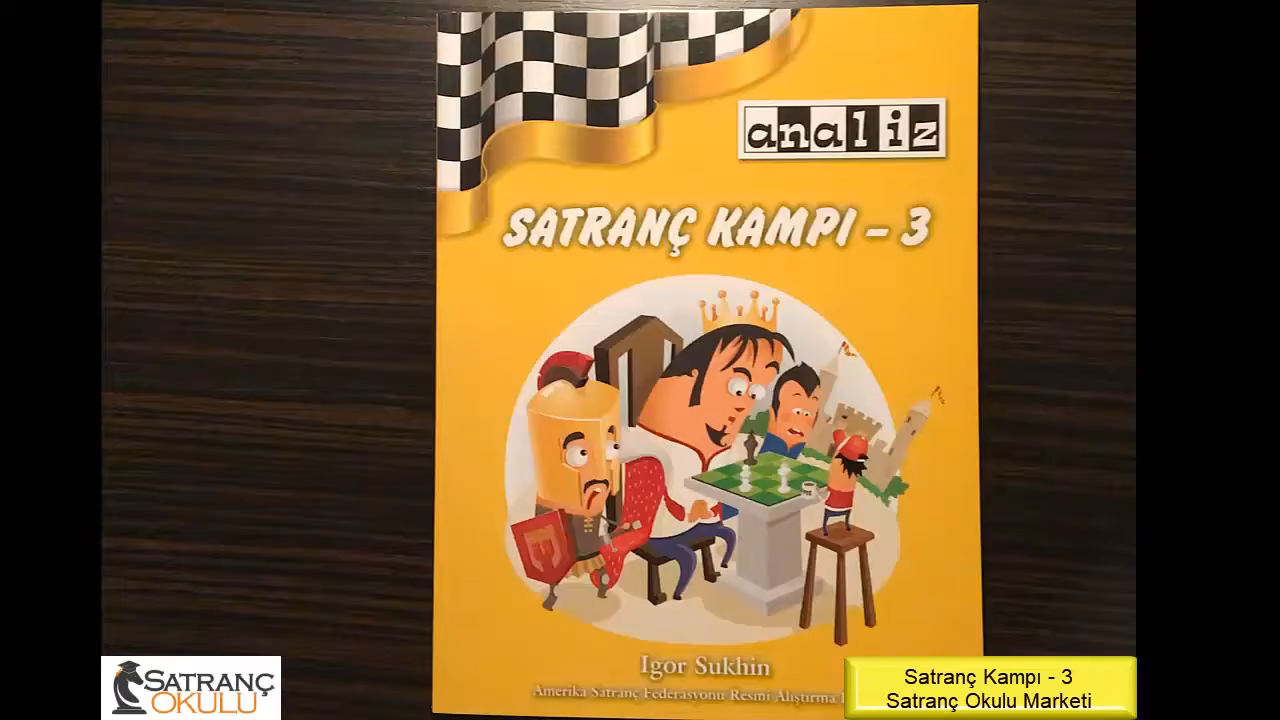 analiz
SATRANÇ KAMPI – 3
Igor Sukhin
Amerika Satranç Federasyonu Resmi Alıştırma
SATRANÇ
OKULU
Satranç Kampı - 3
Satranç Okulu Marketi